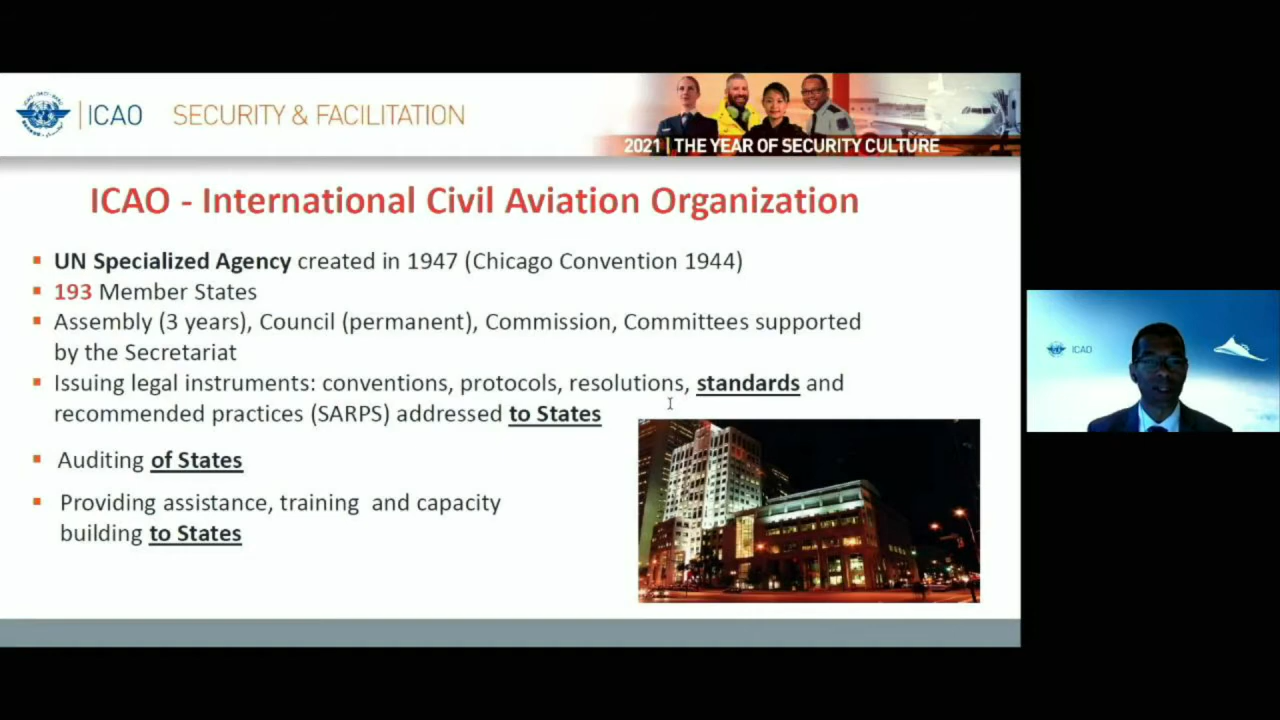 ICAO
SECURITY & FACILITATION
2021 | THE YEAR OF SECURITY CULTURE
ICAO - International Civil Aviation Organization
▪ UN Specialized Agency created in 1947 (Chicago Convention 1944)
▪ 193 Member States
▪ Assembly (3 years), Council (permanent), Commission, Committees supported
by the Secretariat
▪ Issuing legal instruments: conventions, protocols, resolutions, standards and
recommended practices (SARPS) addressed to States
▪ Auditing of States
▪ Providing assistance, training and capacity
building to States
ICAO